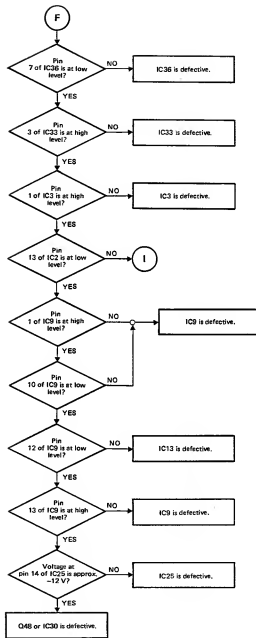 F
Pin
7 of IC36 is at low
level?
NO
IC36 is defective.
YES
Pin
3 of IC33 is at high
level?
NO
IC33 is defective.
YES
Pin
1 of IC3 is at high
level?
NO
IC3 is defective.
YES
Pin
13 of IC2 is at low
level?
NO
I
YES
Pin
1 of IC9 is at high
level?
NO
IC9 is defective.
YES
Pin
10 of IC9 is at low
level?
NO
YES
Pin
12 of IC9 is at low
level?
NO
IC13 is defective.
YES
Pin
13 of IC9 is at high
level?
NO
IC9 is defective.
YES
Voltage at
pin 14 of IC25 is approx.
−12 V?
NO
IC25 is defective.
YES
Q48 or IC30 is defective.